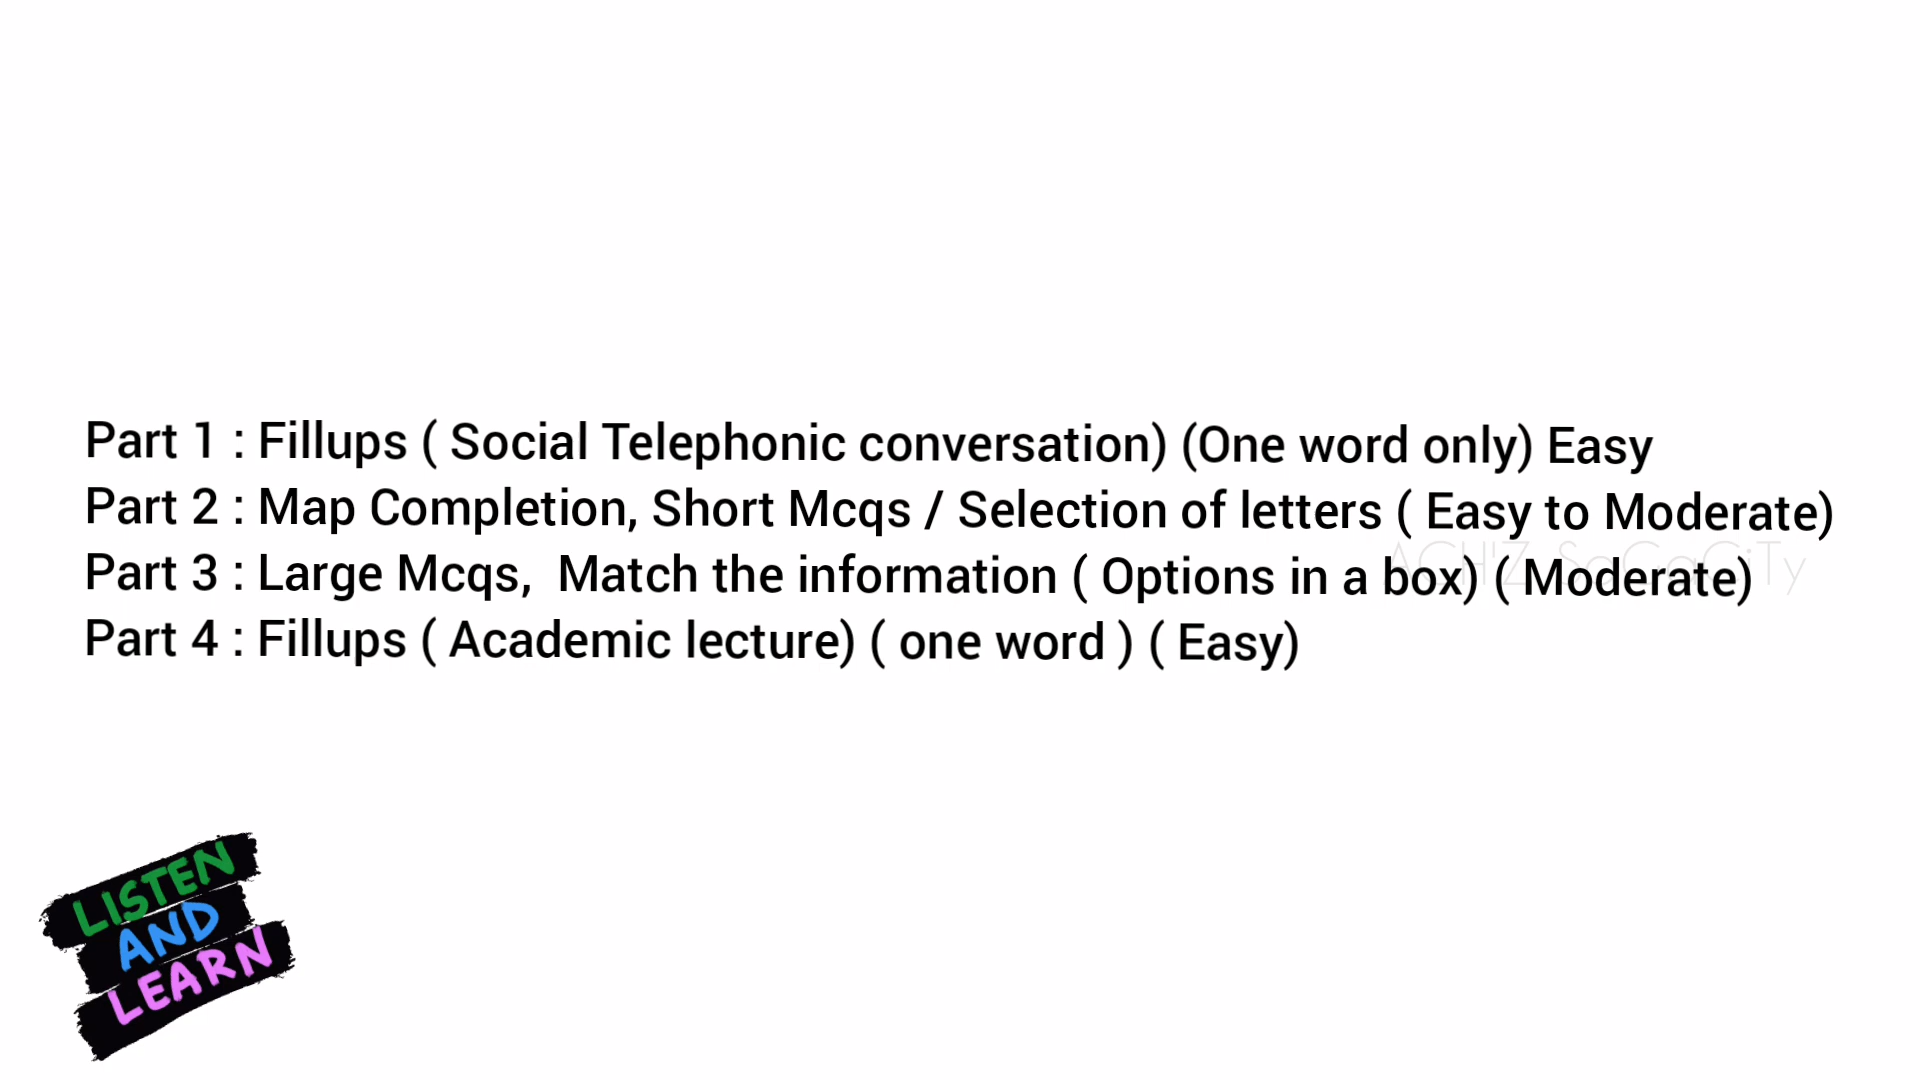 Part 1 : Fillups ( Social Telephonic conversation) (One word only) Easy
Part 2 : Map Completion, Short Mcqs / Selection of letters ( Easy to Moderate)
Part 3 : Large Mcqs,  Match the information ( Options in a box) ( Moderate)
ACH'Z SaGaCiTy
Part 4 : Fillups ( Academic lecture) ( one word ) ( Easy)
LISTEN
AND
LEARN